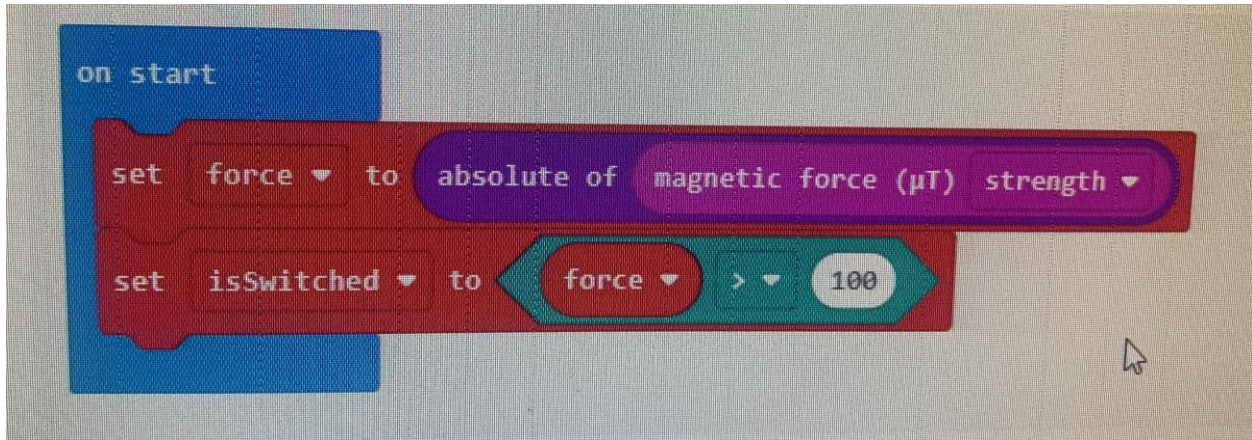 on start
set force to absolute of magnetic force (µT) strength
set isSwitched to force > 100